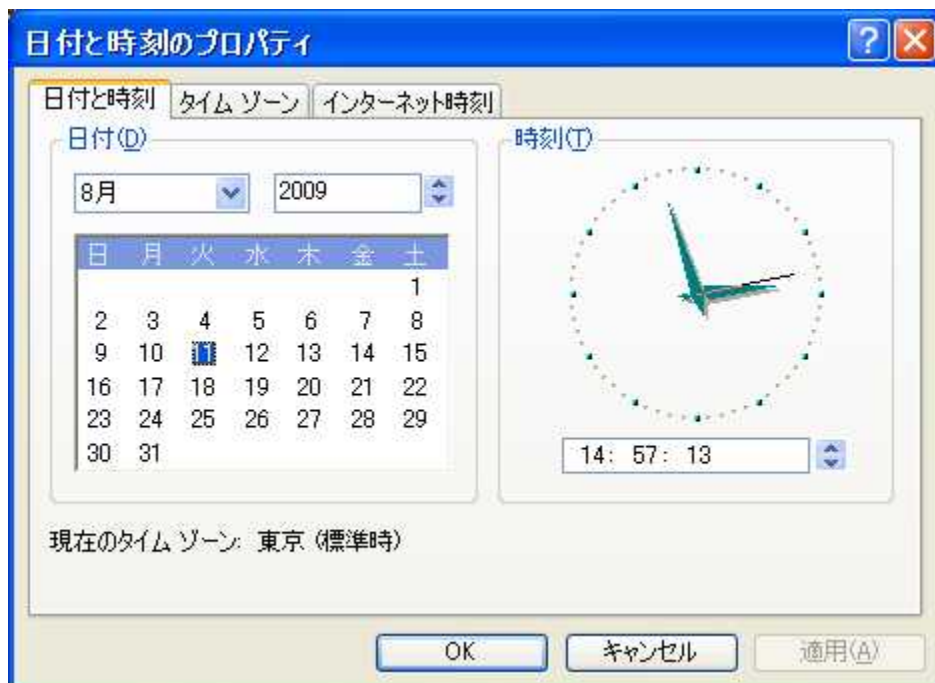 日付と時刻のプロパティ
日付と時刻 タイム ゾーン インターネット時刻
日付(D)
8月 2009
日 月 火 水 木 金 土
1
2 3 4 5 6 7 8
9 10 11 12 13 14 15
16 17 18 19 20 21 22
23 24 25 26 27 28 29
30 31
時刻(T)
14: 57: 13
現在のタイム ゾーン: 東京 (標準時)
OK キャンセル 適用(A)